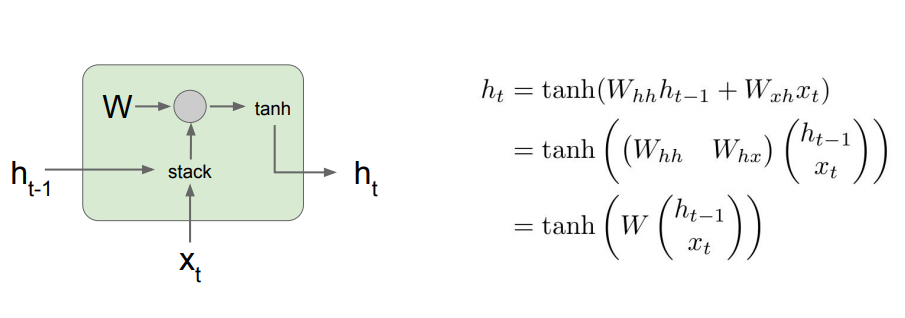 W
tanh
h_{t-1}
stack
h_t
x_t
h_t = tanh(W_{hh}h_{t-1} + W_{xh}x_t)
= tanh ( (W_{hh} W_{hx}) ( h_{t-1} x_t ) )
= tanh ( W ( h_{t-1} x_t ) )